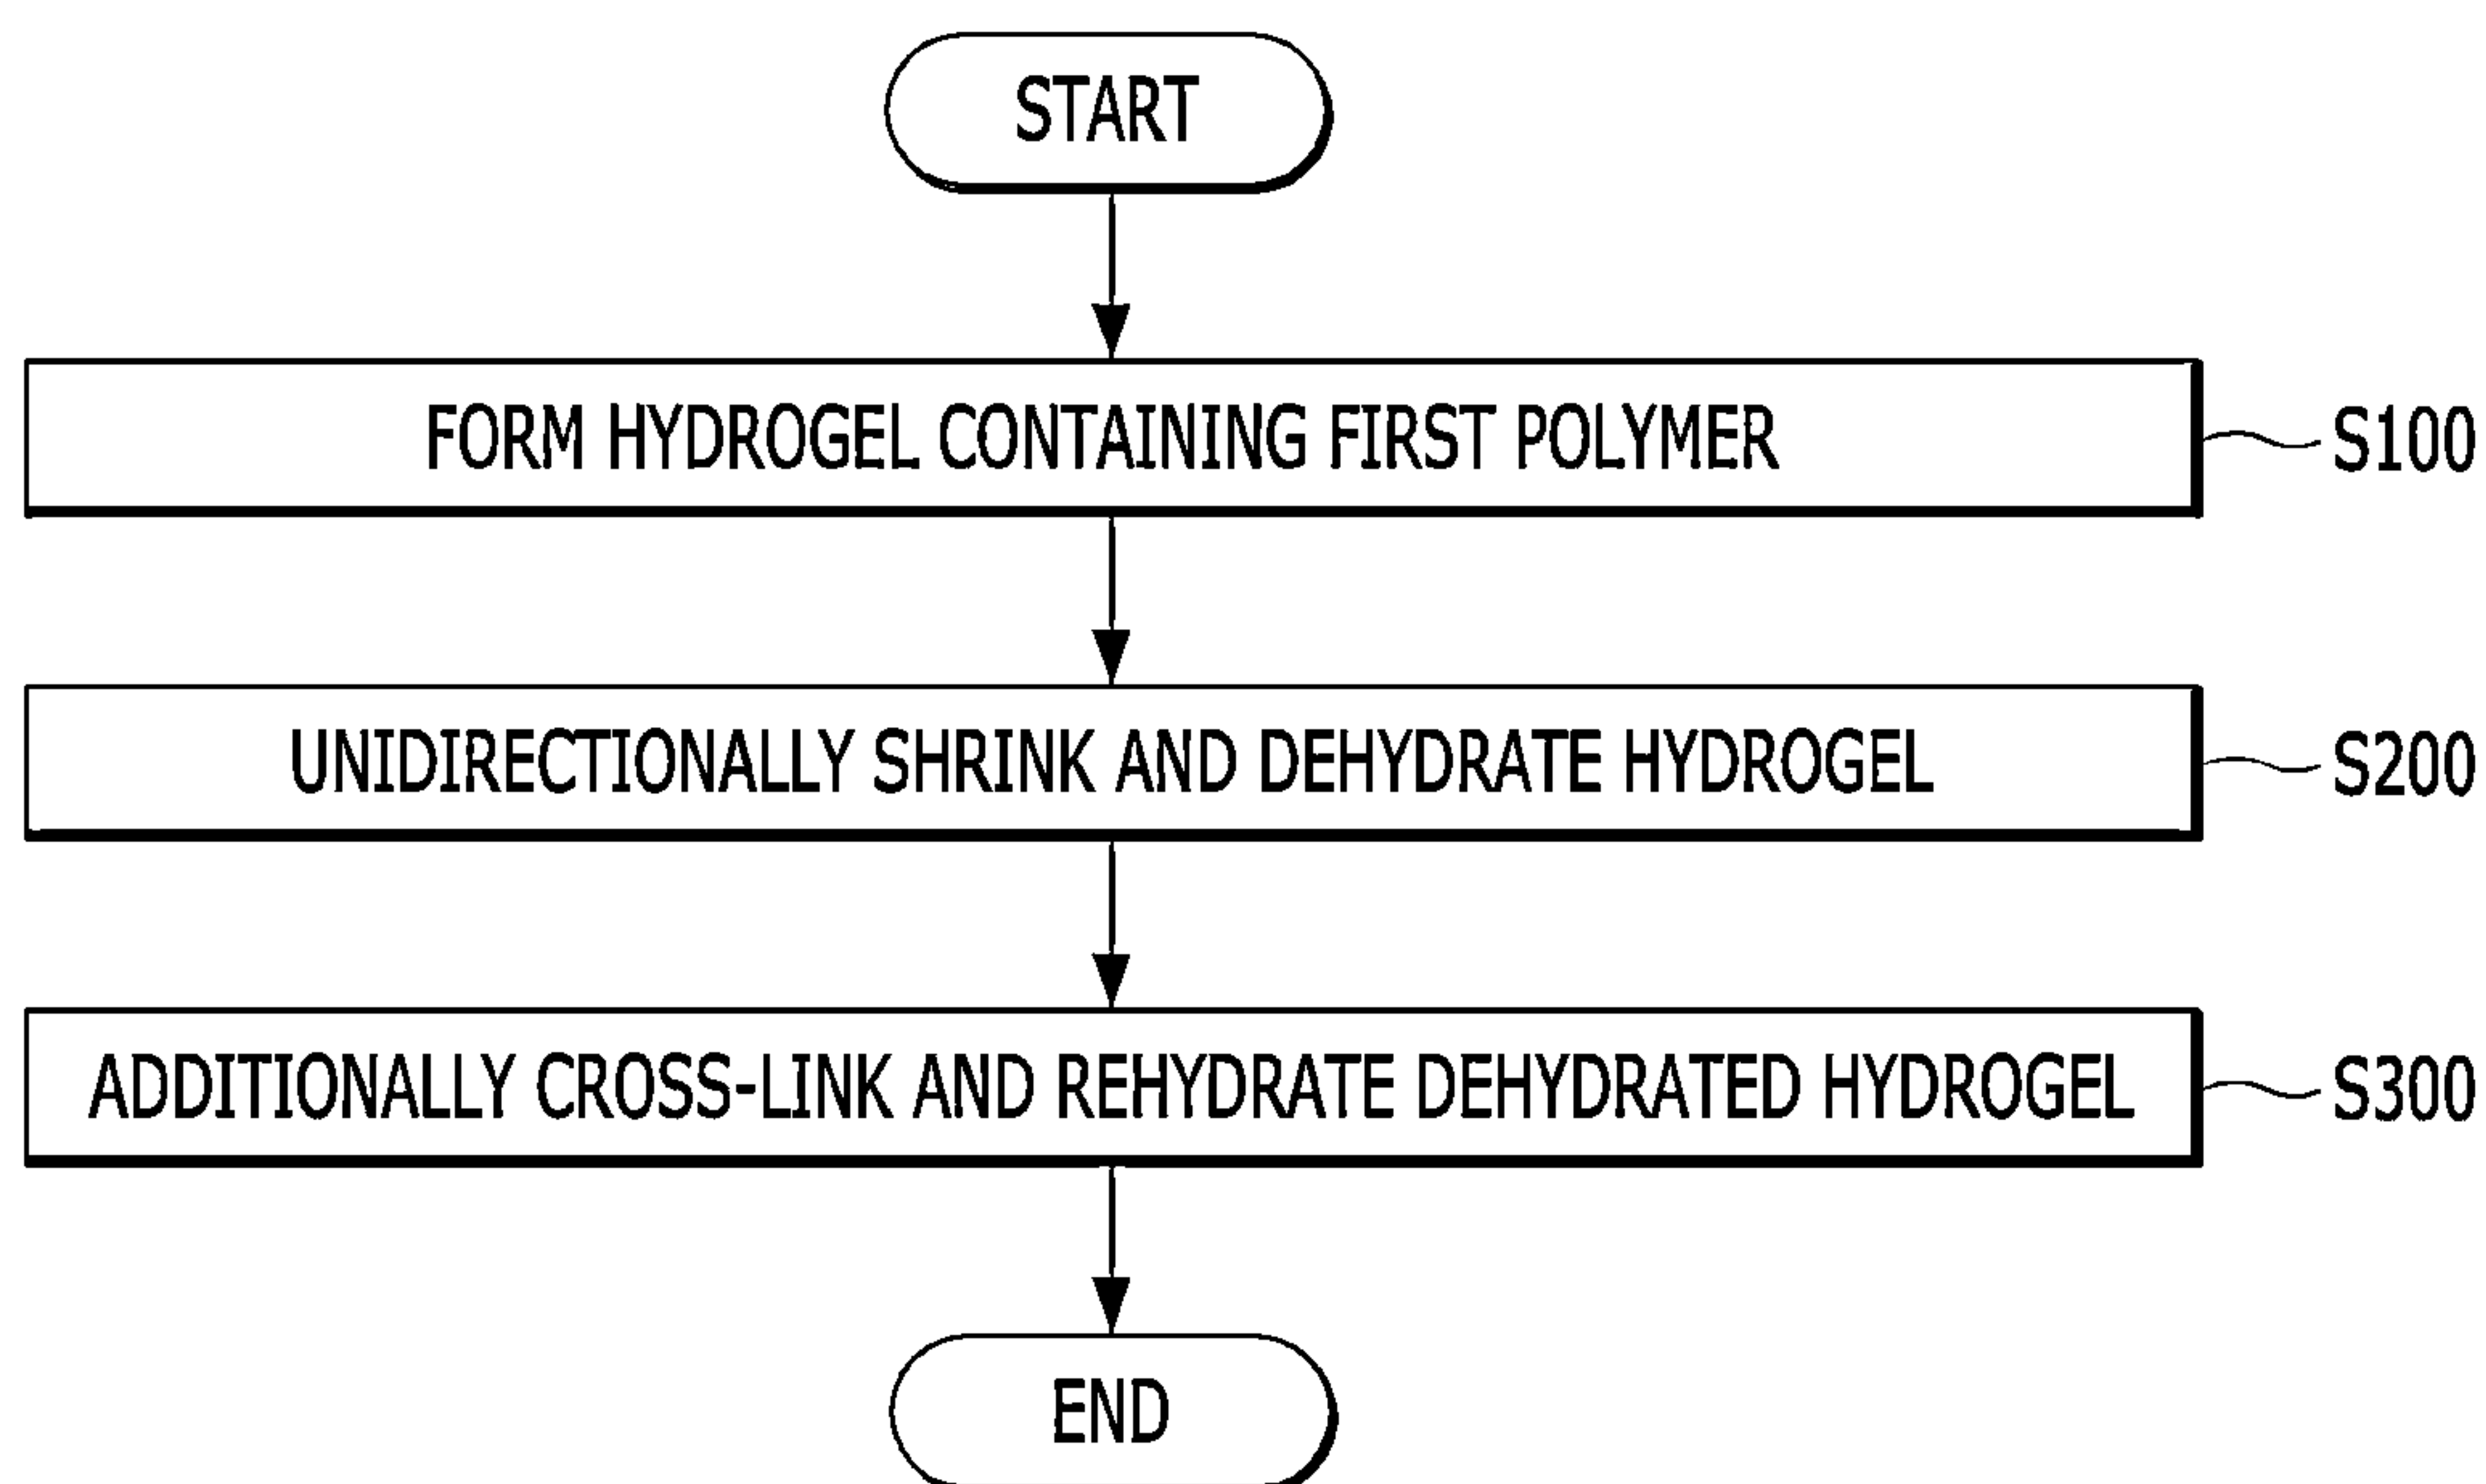 START
FORM HYDROGEL CONTAINING FIRST POLYMER
S100
UNIDIRECTIONALLY SHRINK AND DEHYDRATE HYDROGEL
S200
ADDITIONALLY CROSS-LINK AND REHYDRATE DEHYDRATED HYDROGEL
S300
END